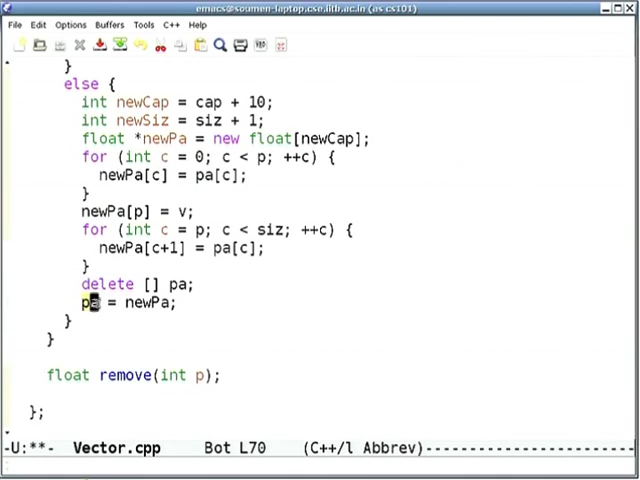 emacs@soumen-laptop.cse.iitb.ac.in (as cs101)
File Edit Options Buffers Tools C++ Help
}
else {
int newCap = cap + 10;
int newSiz = siz + 1;
float *newPa = new float[newCap];
for (int c = 0; c < p; ++c) {
newPa[c] = pa[c];
}
newPa[p] = v;
for (int c = p; c < siz; ++c) {
newPa[c+1] = pa[c];
}
delete [] pa;
pa = newPa;
}
}
float remove(int p);
};
-U:**- Vector.cpp Bot L70 (C++/l Abbrev)-----------------------